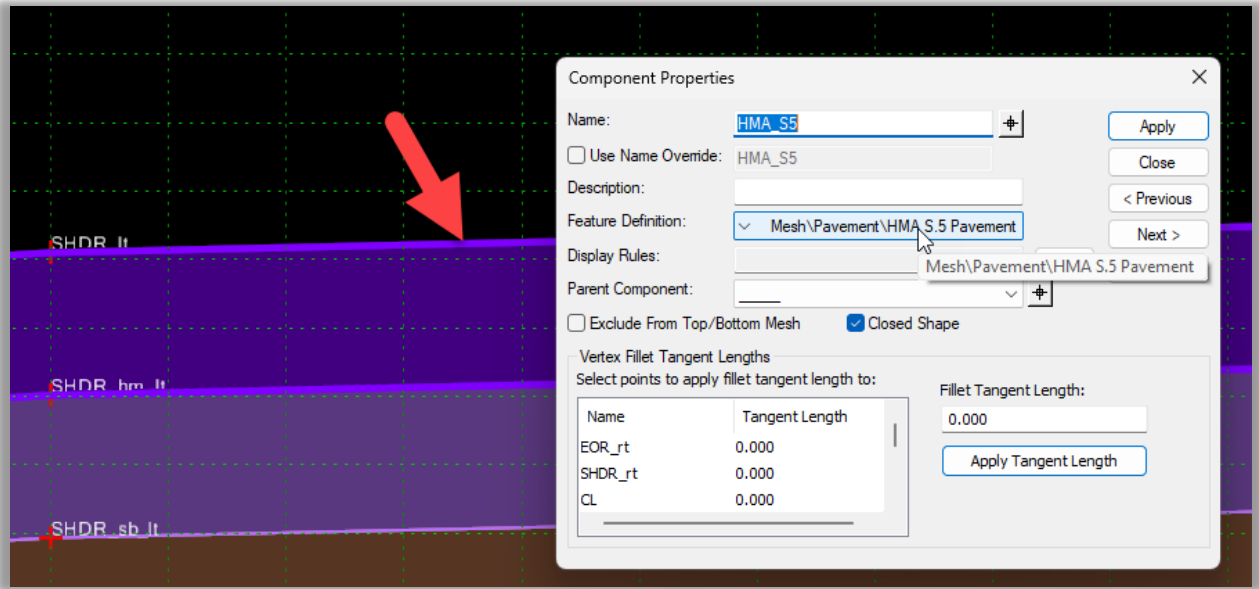 SHDR_lt
SHDR_hm_lt
SHDR_sb_lt
Component Properties
Name: HMA_S5
Apply
Use Name Override: HMA_S5
Close
Description:
< Previous
Feature Definition: Mesh\Pavement\HMA S.5 Pavement
Next >
Display Rules:
Mesh\Pavement\HMA S.5 Pavement
Parent Component:
Exclude From Top/Bottom Mesh
Closed Shape
Vertex Fillet Tangent Lengths
Select points to apply fillet tangent length to:
Name Tangent Length
EOR_rt 0.000
SHDR_rt 0.000
CL 0.000
Fillet Tangent Length:
0.000
Apply Tangent Length